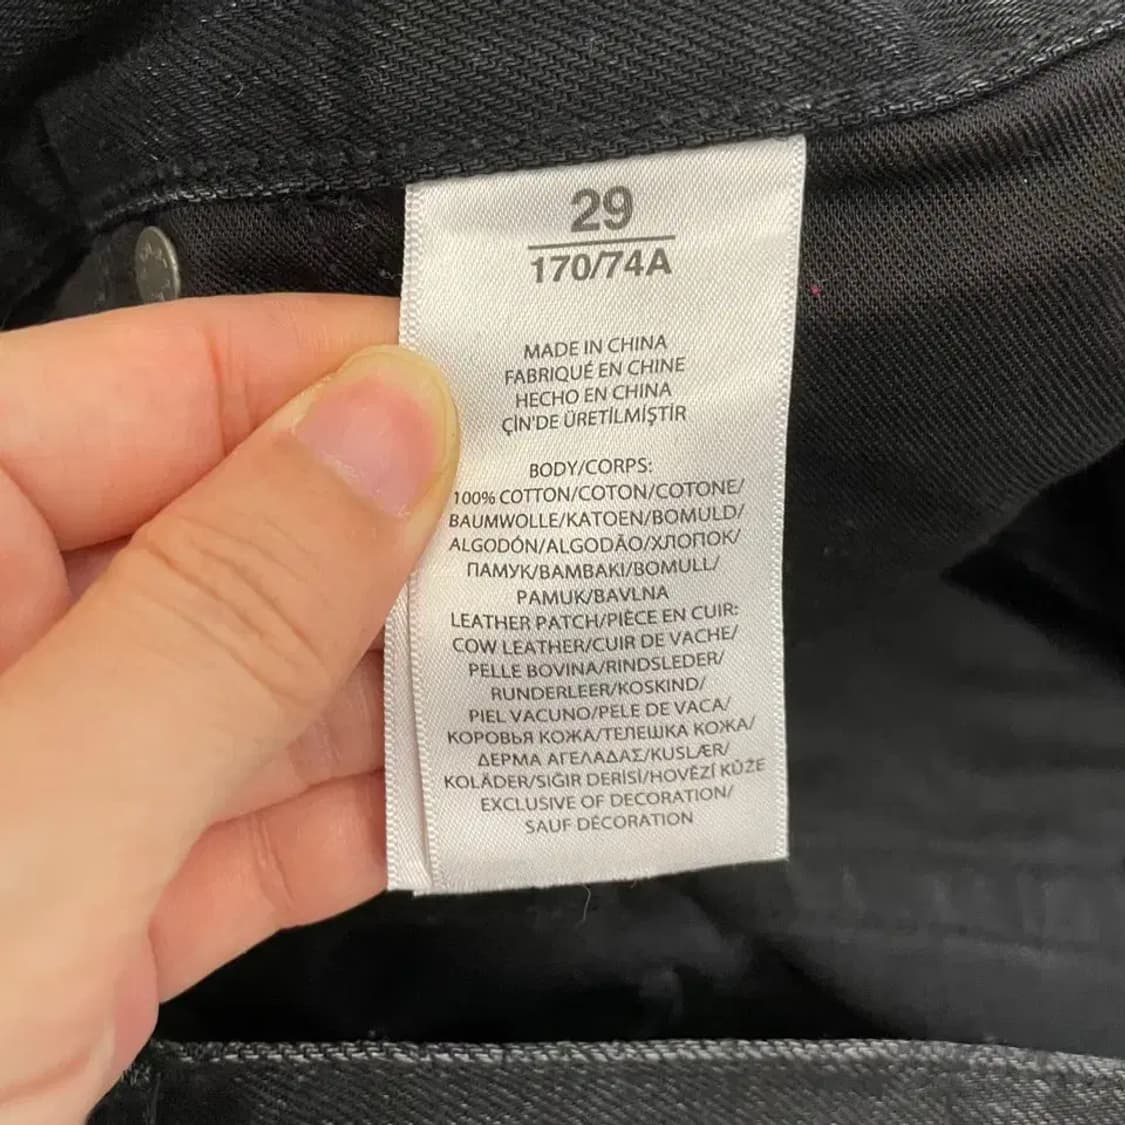 29
170/74A
MADE IN CHINA
FABRIQUÉ EN CHINE
HECHO EN CHINA
ÇİN'DE ÜRETİLMİŞTİR
BODY/CORPS:
100% COTTON/COTON/COTONE/
BAUMWOLLE/KATOEN/BOMULD/
ALGODÓN/ALGODÃO/ХЛОПОК/
ПАМУК/ΒΑΜΒΑΚΙ/BOMULL/
PAMUK/BAVLNA
LEATHER PATCH/PIÈCE EN CUIR:
COW LEATHER/CUIR DE VACHE/
PELLE BOVINA/RINDSLEDER/
RUNDERLEER/KOSKIND/
PIEL VACUNO/PELE DE VACA/
КОРОВЬЯ КОЖА/ТЕЛЕШКА КОЖА/
ΔΕΡΜΑ ΑΓΕΛΑΔΑΣ/KUSLÆR/
KOLÄDER/SIĞIR DERİSİ/HOVĚZÍ KŮŽE
EXCLUSIVE OF DECORATION/
SAUF DÉCORATION